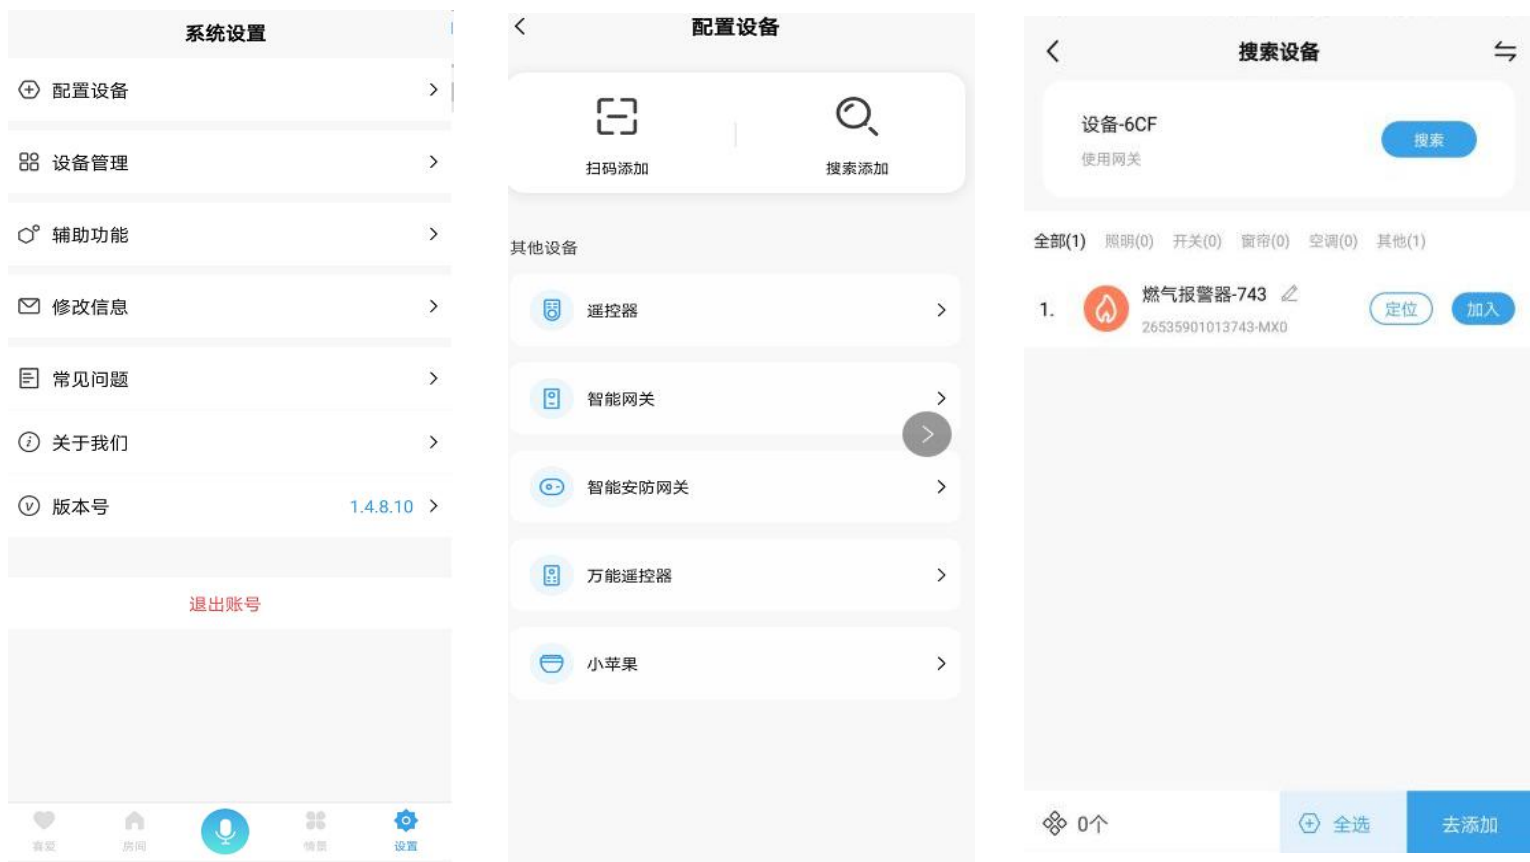 系统设置
配置设备
设备管理
辅助功能
修改信息
常见问题
关于我们
版本号 1.4.8.10
退出账号
喜爱 房间 情景 设置
配置设备
扫码添加 搜索添加
其他设备
遥控器
智能网关
智能安防网关
万能遥控器
小苹果
搜索设备
设备-6CF
使用网关
搜索
全部(1) 照明(0) 开关(0) 窗帘(0) 空调(0) 其他(1)
1. 燃气报警器-743 定位 加入
26535901013743-MX0
0个 全选 去添加